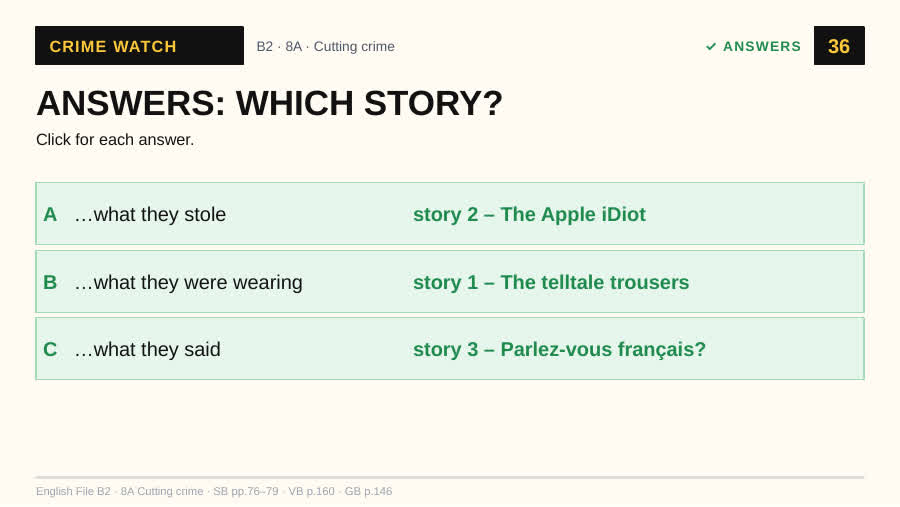 CRIME WATCH
B2 · 8A · Cutting crime
✓ ANSWERS
36
ANSWERS: WHICH STORY?
Click for each answer.
A …what they stole story 2 – The Apple iDiot
B …what they were wearing story 1 – The telltale trousers
C …what they said story 3 – Parlez-vous français?
English File B2 · 8A Cutting crime · SB pp.76–79 · VB p.160 · GB p.146